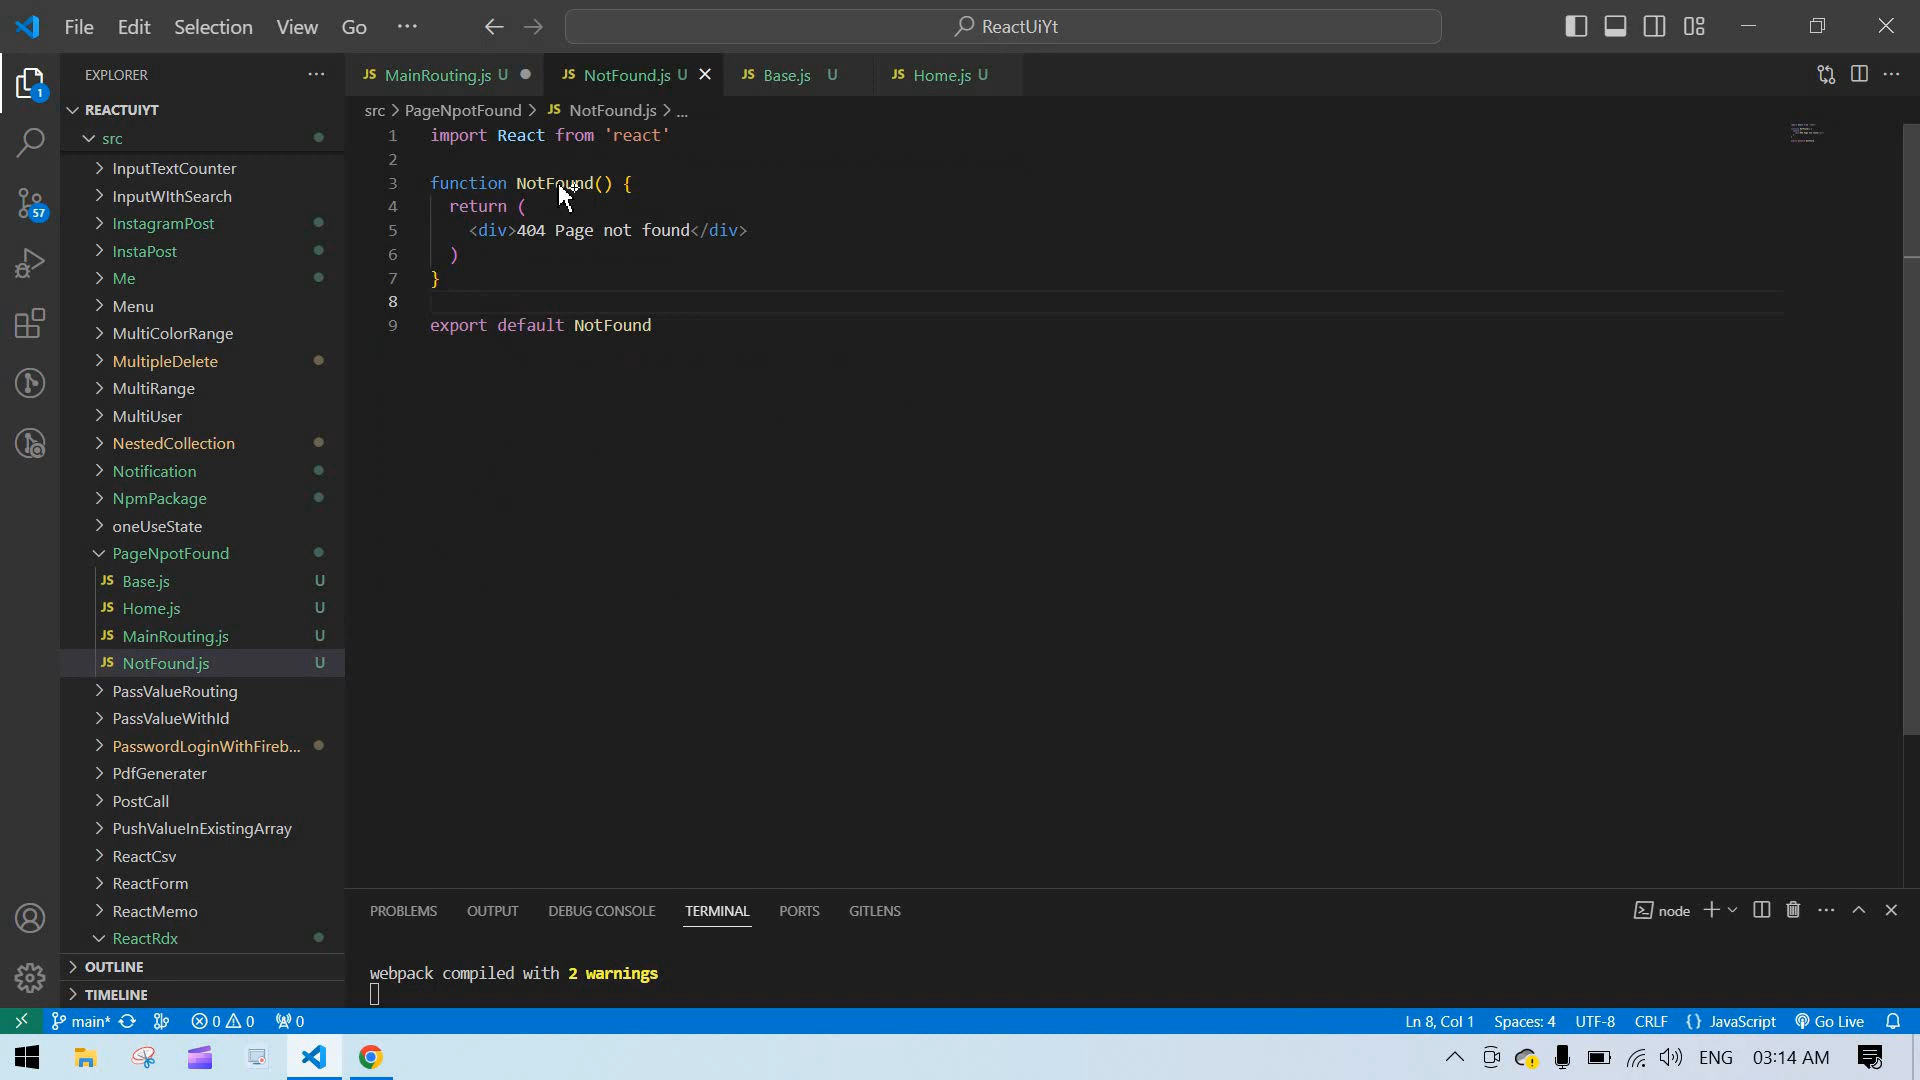 File Edit Selection View Go ··· ReactUiYt
EXPLORER ···
REACTUIYT
src
InputTextCounter
InputWIthSearch
InstagramPost
InstaPost
Me
Menu
MultiColorRange
MultipleDelete
MultiRange
MultiUser
NestedCollection
Notification
NpmPackage
oneUseState
PageNpotFound
JS Base.js U
JS Home.js U
JS MainRouting.js U
JS NotFound.js U
PassValueRouting
PassValueWithId
PasswordLoginWithFireb...
PdfGenerater
PostCall
PushValueInExistingArray
ReactCsv
ReactForm
ReactMemo
ReactRdx
OUTLINE
TIMELINE
1
57
JS MainRouting.js U JS NotFound.js U JS Base.js U JS Home.js U
src > PageNpotFound > JS NotFound.js > ...
1 import React from 'react'
2
3 function NotFound() {
4 return (
5 <div>404 Page not found</div>
6 )
7 }
8
9 export default NotFound
PROBLEMS OUTPUT DEBUG CONSOLE TERMINAL PORTS GITLENS node
webpack compiled with 2 warnings
main* 0 0 0 Ln 8, Col 1 Spaces: 4 UTF-8 CRLF {} JavaScript Go Live
ENG 03:14 AM